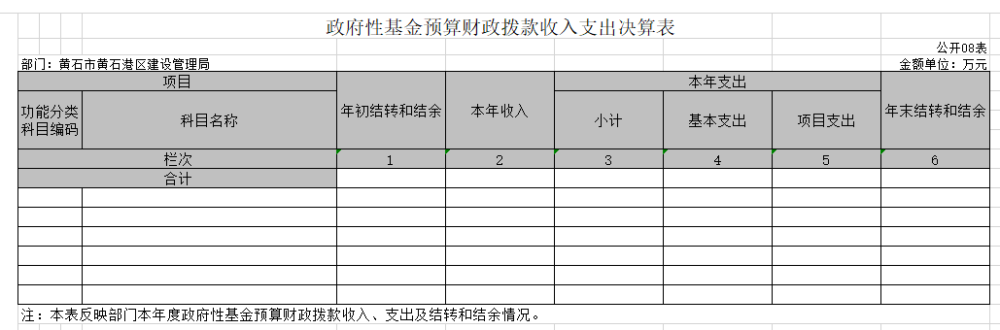 政府性基金预算财政拨款收入支出决算表
公开08表
部门：黄石市黄石港区建设管理局
金额单位：万元
项目
本年支出
功能分类
科目编码
科目名称
年初结转和结余
本年收入
小计
基本支出
项目支出
年末结转和结余
栏次
1
2
3
4
5
6
合计
注：本表反映部门本年度政府性基金预算财政拨款收入、支出及结转和结余情况。